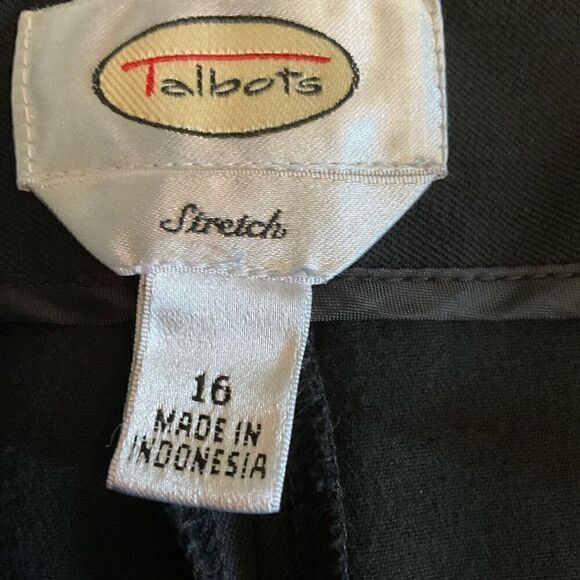 Talbots
Stretch
16
MADE IN
INDONESIA